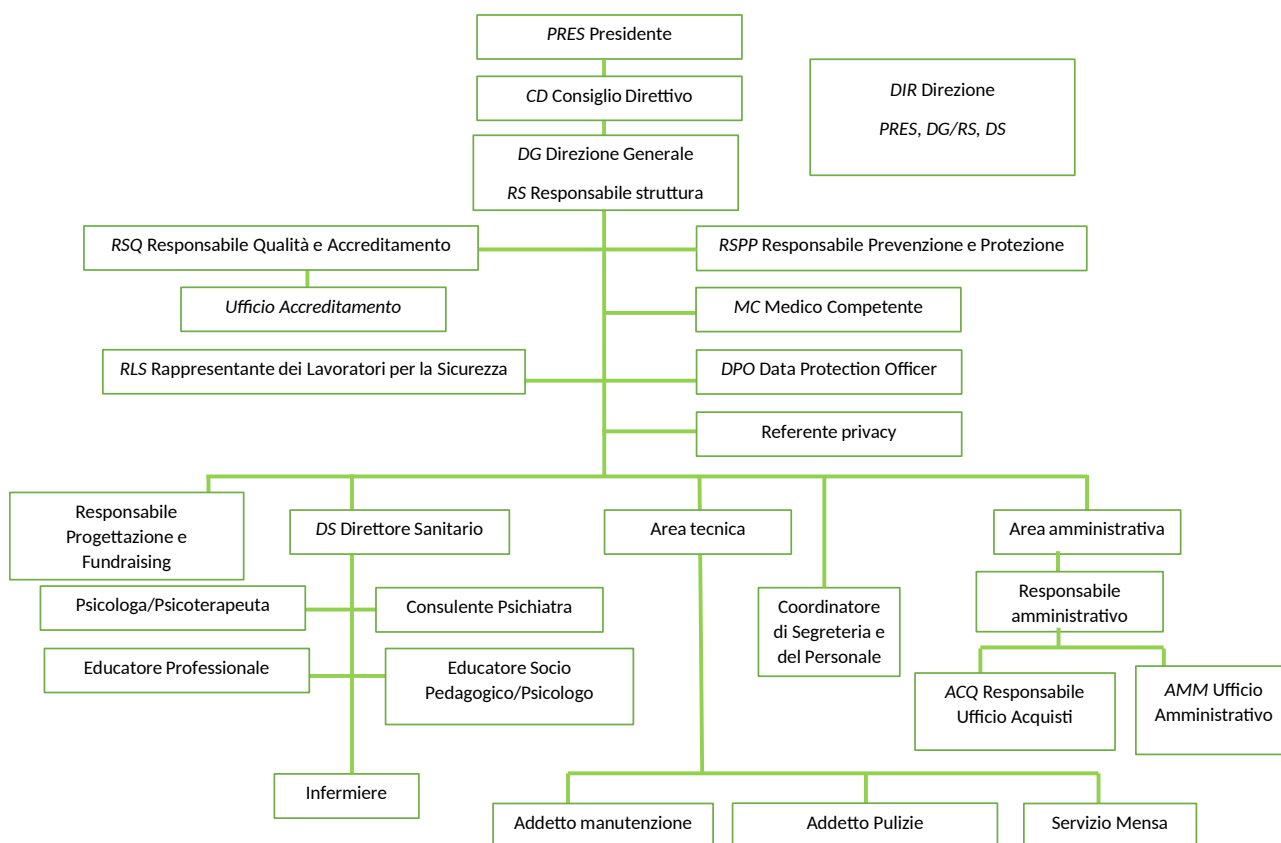 PRES Presidente
CD Consiglio Direttivo
DIR Direzione
PRES, DG/RS, DS
DG Direzione Generale
RS Responsabile struttura
RSQ Responsabile Qualità e Accreditamento
RSPP Responsabile Prevenzione e Protezione
Ufficio Accreditamento
MC Medico Competente
RLS Rappresentante dei Lavoratori per la Sicurezza
DPO Data Protection Officer
Referente privacy
Responsabile
Progettazione e
Fundraising
DS Direttore Sanitario
Area tecnica
Area amministrativa
Psicologa/Psicoterapeuta
Consulente Psichiatra
Coordinatore
di Segreteria e
del Personale
Responsabile
amministrativo
Educatore Professionale
Educatore Socio
Pedagogico/Psicologo
ACQ Responsabile
Ufficio Acquisti
AMM Ufficio
Amministrativo
Infermiere
Addetto manutenzione
Addetto Pulizie
Servizio Mensa